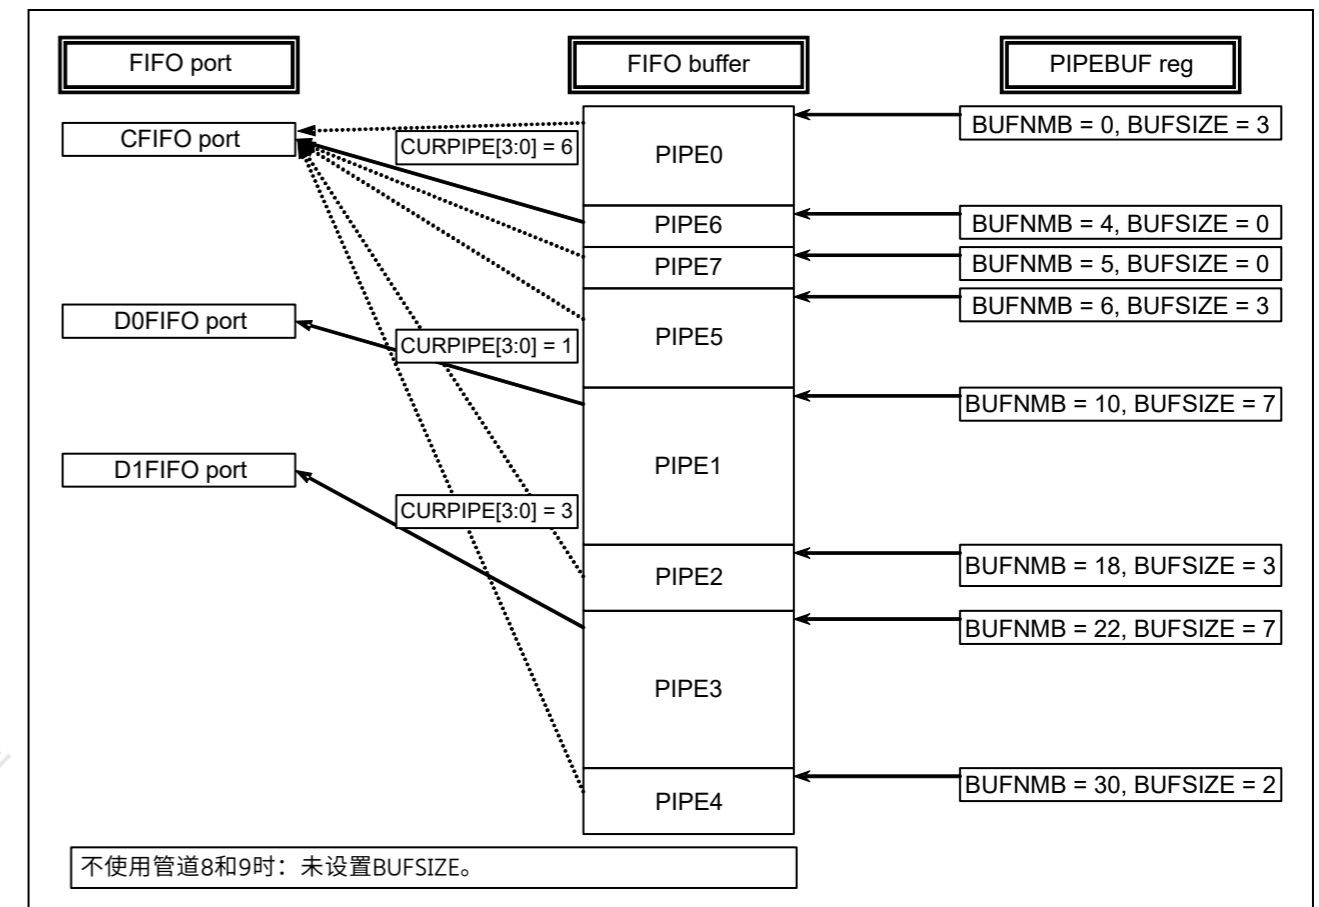 FIFO port
FIFO buffer
PIPEBUF reg
CFIFO port
CURPIPE[3:0] = 6
PIPE0
BUFNMB = 0, BUFSIZE = 3
PIPE6
BUFNMB = 4, BUFSIZE = 0
PIPE7
BUFNMB = 5, BUFSIZE = 0
D0FIFO port
CURPIPE[3:0] = 1
PIPE5
BUFNMB = 6, BUFSIZE = 3
BUFNMB = 10, BUFSIZE = 7
D1FIFO port
PIPE1
CURPIPE[3:0] = 3
PIPE2
BUFNMB = 18, BUFSIZE = 3
BUFNMB = 22, BUFSIZE = 7
PIPE3
PIPE4
BUFNMB = 30, BUFSIZE = 2
不使用管道8和9时：未设置BUFSIZE。